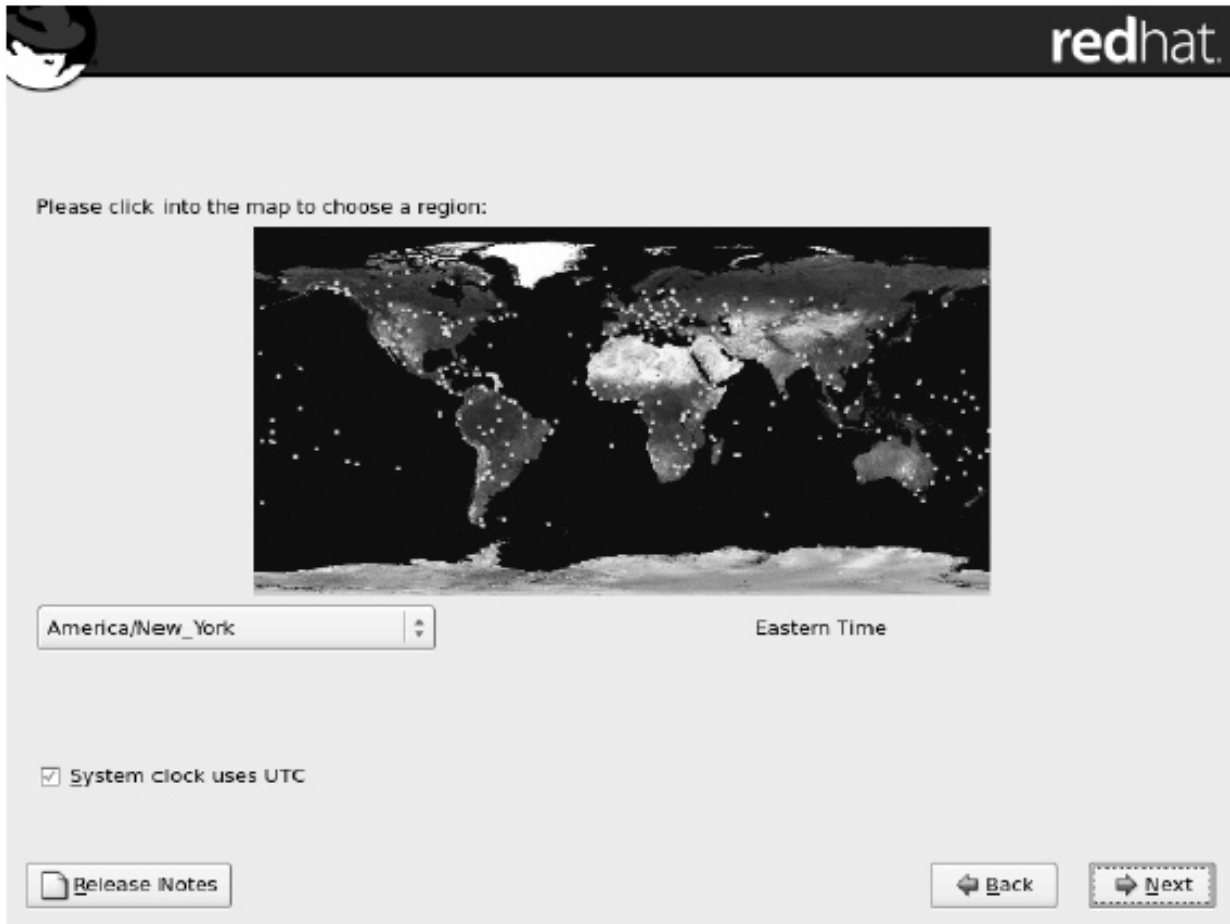 redhat.
Please click into the map to choose a region:
America/New_York
Eastern Time
System clock uses UTC
Release Notes
Back
Next